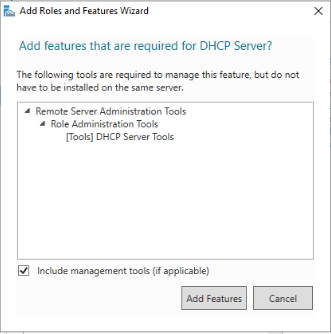 Add Roles and Features Wizard
Add features that are required for DHCP Server?
The following tools are required to manage this feature, but do not
have to be installed on the same server.
Remote Server Administration Tools
Role Administration Tools
[Tools] DHCP Server Tools
Include management tools (if applicable)
Add Features Cancel